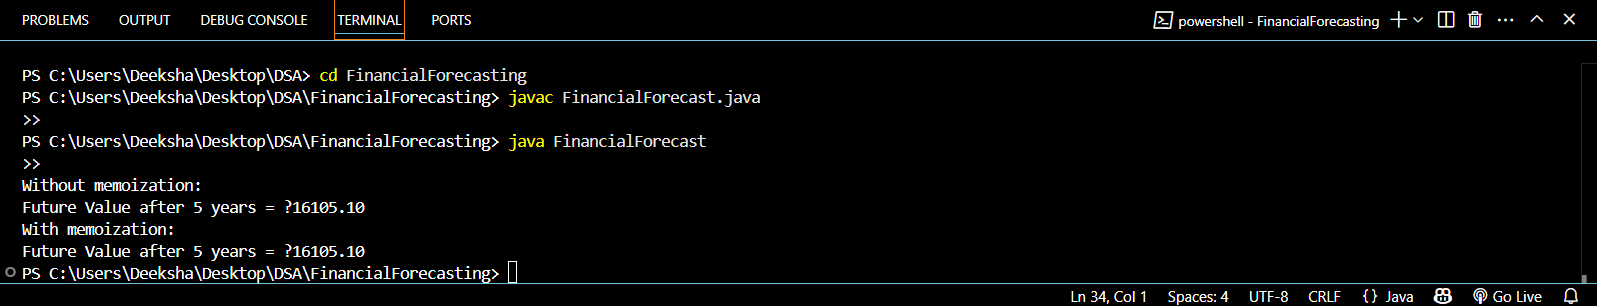 PROBLEMS OUTPUT DEBUG CONSOLE TERMINAL PORTS powershell - FinancialForecasting
PS C:\Users\Deeksha\Desktop\DSA> cd FinancialForecasting
PS C:\Users\Deeksha\Desktop\DSA\FinancialForecasting> javac FinancialForecast.java
>>
PS C:\Users\Deeksha\Desktop\DSA\FinancialForecasting> java FinancialForecast
>>
Without memoization:
Future Value after 5 years = ?16105.10
With memoization:
Future Value after 5 years = ?16105.10
PS C:\Users\Deeksha\Desktop\DSA\FinancialForecasting>
Ln 34, Col 1 Spaces: 4 UTF-8 CRLF {} Java Go Live